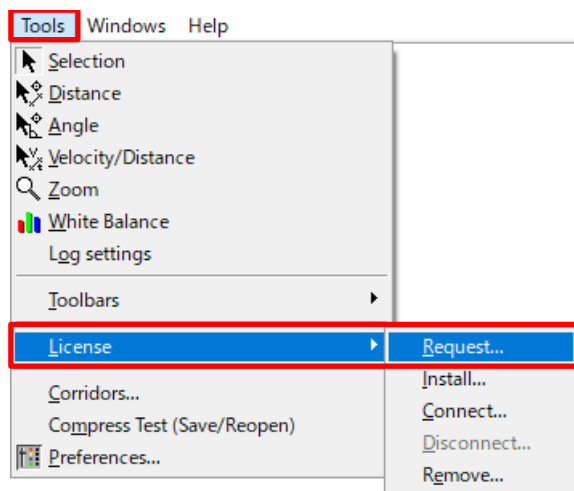 Tools Windows Help
Selection
Distance
Angle
Velocity/Distance
Zoom
White Balance
Log settings
Toolbars
License
Request...
Install...
Connect...
Disconnect...
Remove...
Corridors...
Compress Test (Save/Reopen)
Preferences...